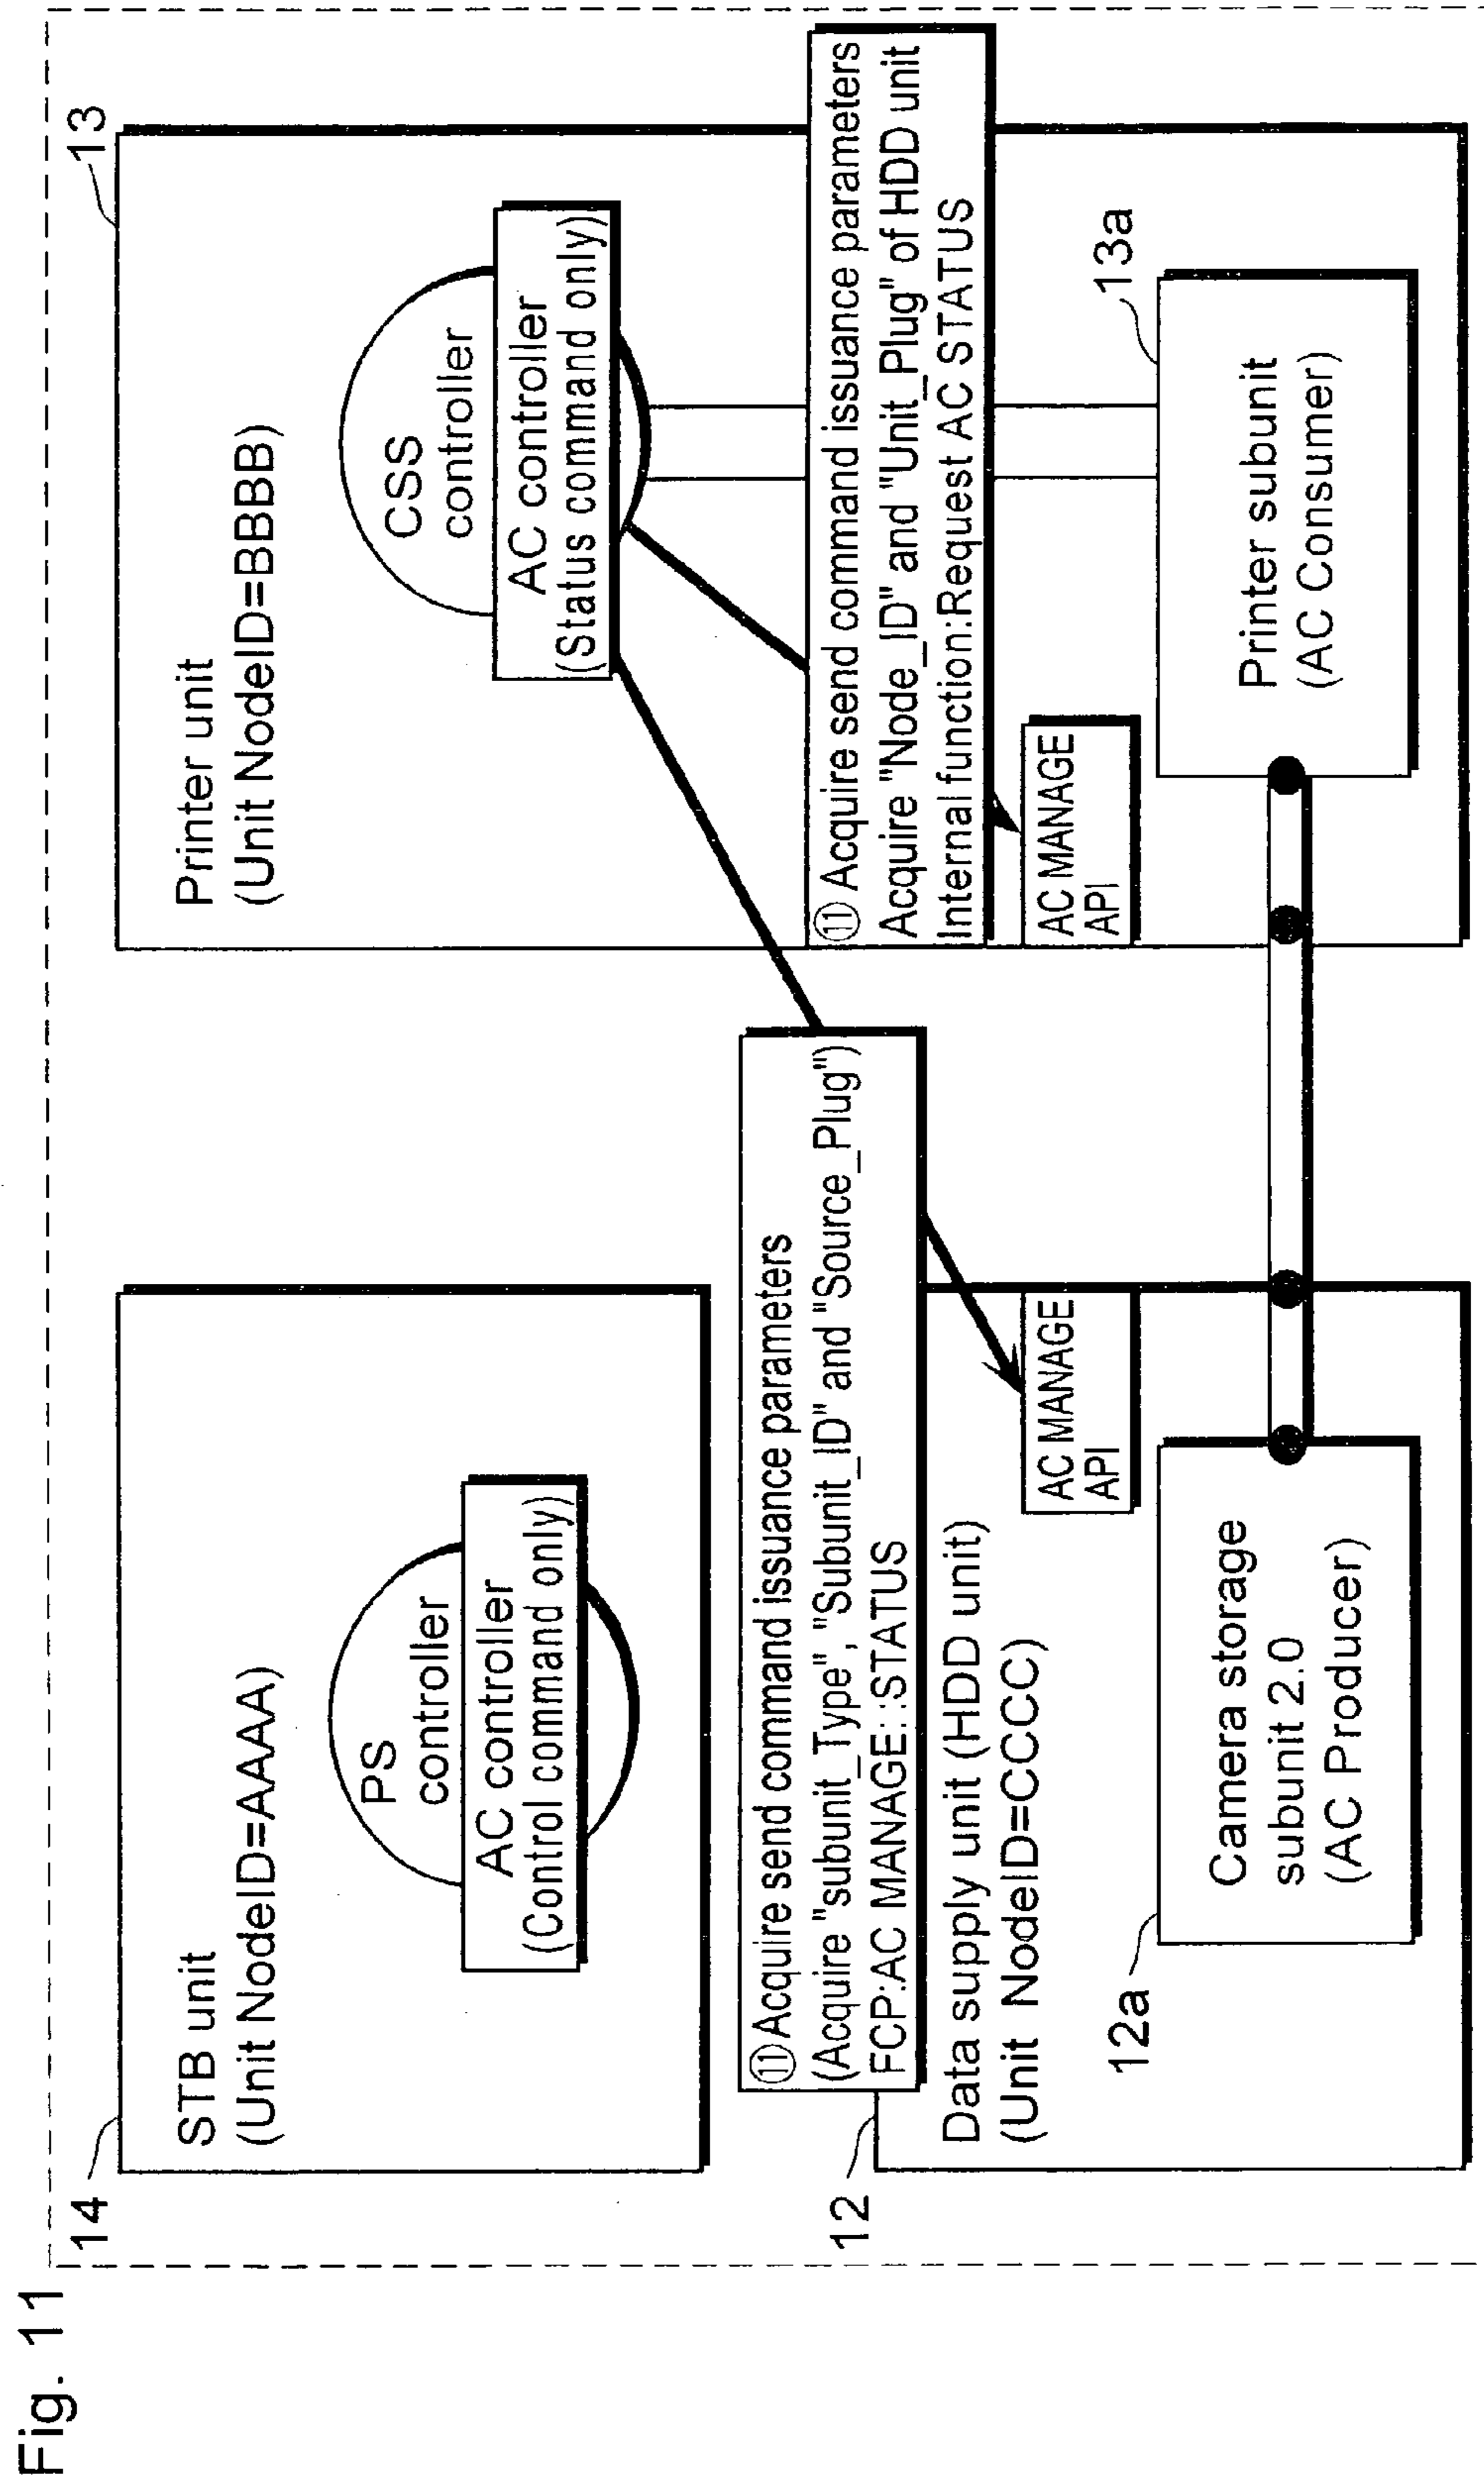 Fig. 11
14
STB unit
(Unit NodeID=AAAA)
PS
controller
AC controller
(Control command only)
13
Printer unit
(Unit NodeID=BBBB)
CSS
controller
AC controller
(Status command only)
⑪ Acquire send command issuance parameters
(Acquire "subunit_Type", "Subunit_ID" and "Source_Plug")
FCP:AC MANAGE::STATUS
⑪ Acquire send command issuance parameters
Acquire "Node_ID" and "Unit_Plug" of HDD unit
Internal function:Request AC STATUS
12
Data supply unit (HDD unit)
(Unit NodeID=CCCC)
AC MANAGE
API
12a
Camera storage
subunit 2.0
(AC Producer)
AC MANAGE
API
13a
Printer subunit
(AC Consumer)